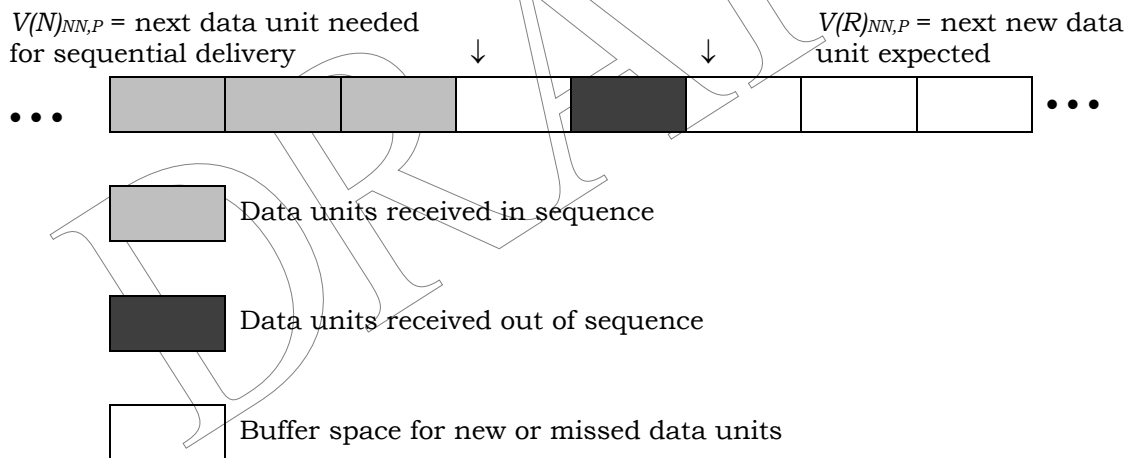 V(N)NN,P = next data unit needed
for sequential delivery
↓
↓
V(R)NN,P = next new data
unit expected
•••
•••
Data units received in sequence
Data units received out of sequence
Buffer space for new or missed data units
DRAFT